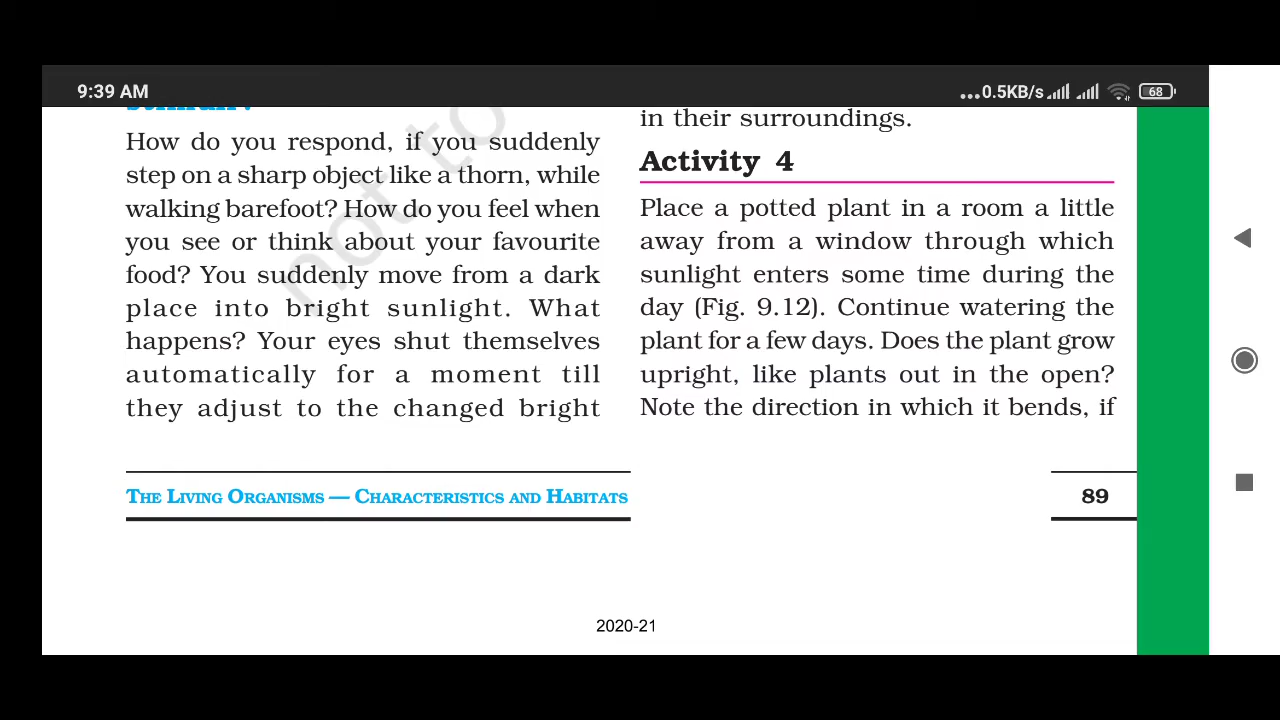 9:39 AM
...0.5KB/s
68
How do you respond, if you suddenly
step on a sharp object like a thorn, while
walking barefoot? How do you feel when
you see or think about your favourite
food? You suddenly move from a dark
place into bright sunlight. What
happens? Your eyes shut themselves
automatically for a moment till
they adjust to the changed bright
in their surroundings.
Activity 4
Place a potted plant in a room a little
away from a window through which
sunlight enters some time during the
day (Fig. 9.12). Continue watering the
plant for a few days. Does the plant grow
upright, like plants out in the open?
Note the direction in which it bends, if
not to
THE LIVING ORGANISMS — CHARACTERISTICS AND HABITATS
89
2020-21